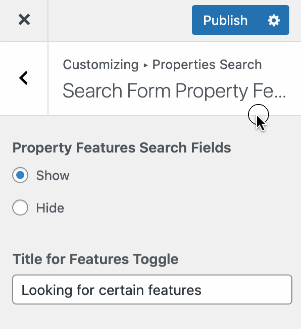 Publish
Customizing ▸ Properties Search
Search Form Property Fe...
Property Features Search Fields
Show
Hide
Title for Features Toggle
Looking for certain features